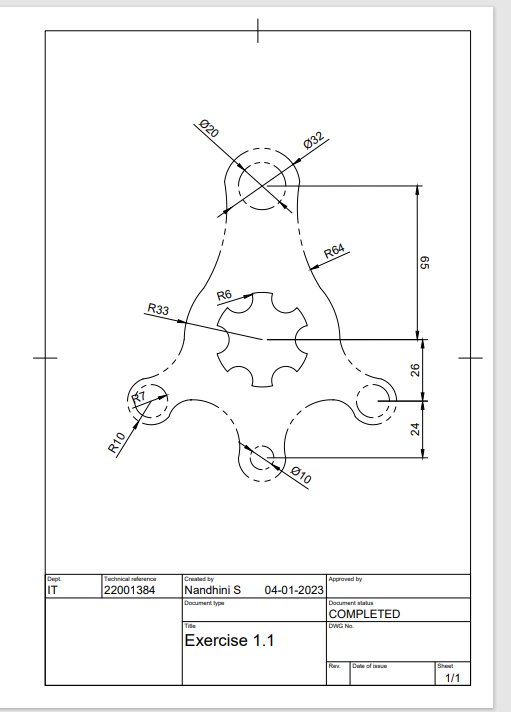 Ø20
Ø32
65
R64
R6
R33
26
R7
R10
24
Ø10
Dept.
IT
Technical reference
22001384
Created by
Nandhini S 04-01-2023
Approved by
Document type
Document status
COMPLETED
Title
Exercise 1.1
DWG No.
Rev.
Date of issue
Sheet
1/1